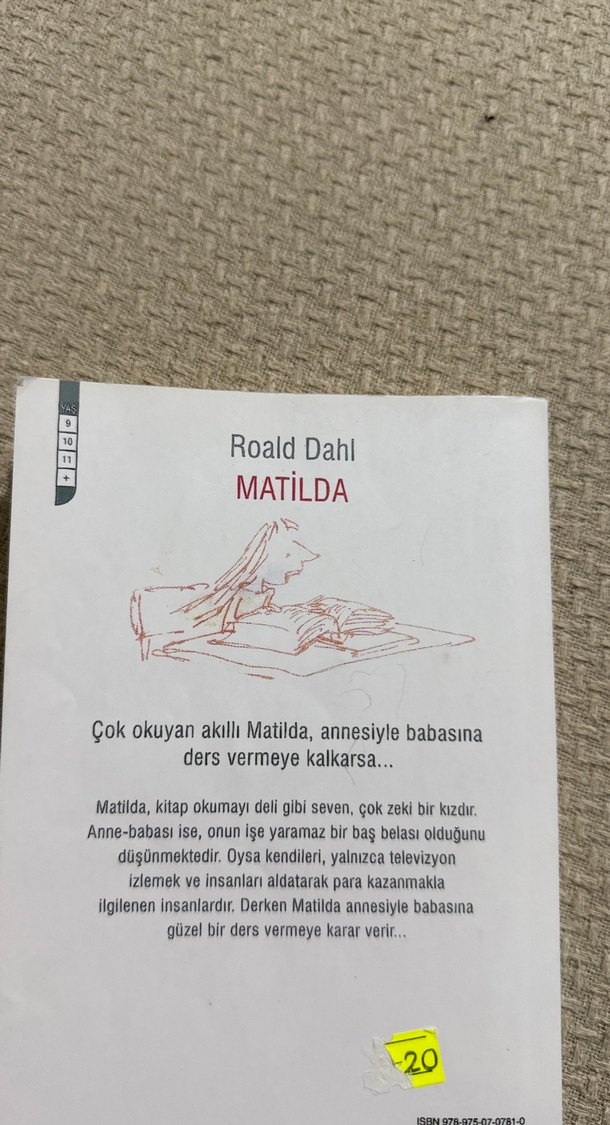 YAŞ
9
10
11
+
Roald Dahl
MATİLDA
Çok okuyan akıllı Matilda, annesiyle babasına
ders vermeye kalkarsa...
Matilda, kitap okumayı deli gibi seven, çok zeki bir kızdır.
Anne-babası ise, onun işe yaramaz bir baş belası olduğunu
düşünmektedir. Oysa kendileri, yalnızca televizyon
izlemek ve insanları aldatarak para kazanmakla
ilgilenen insanlardır. Derken Matilda annesiyle babasına
güzel bir ders vermeye karar verir...
-20
ISBN 978-975-07-0781-0